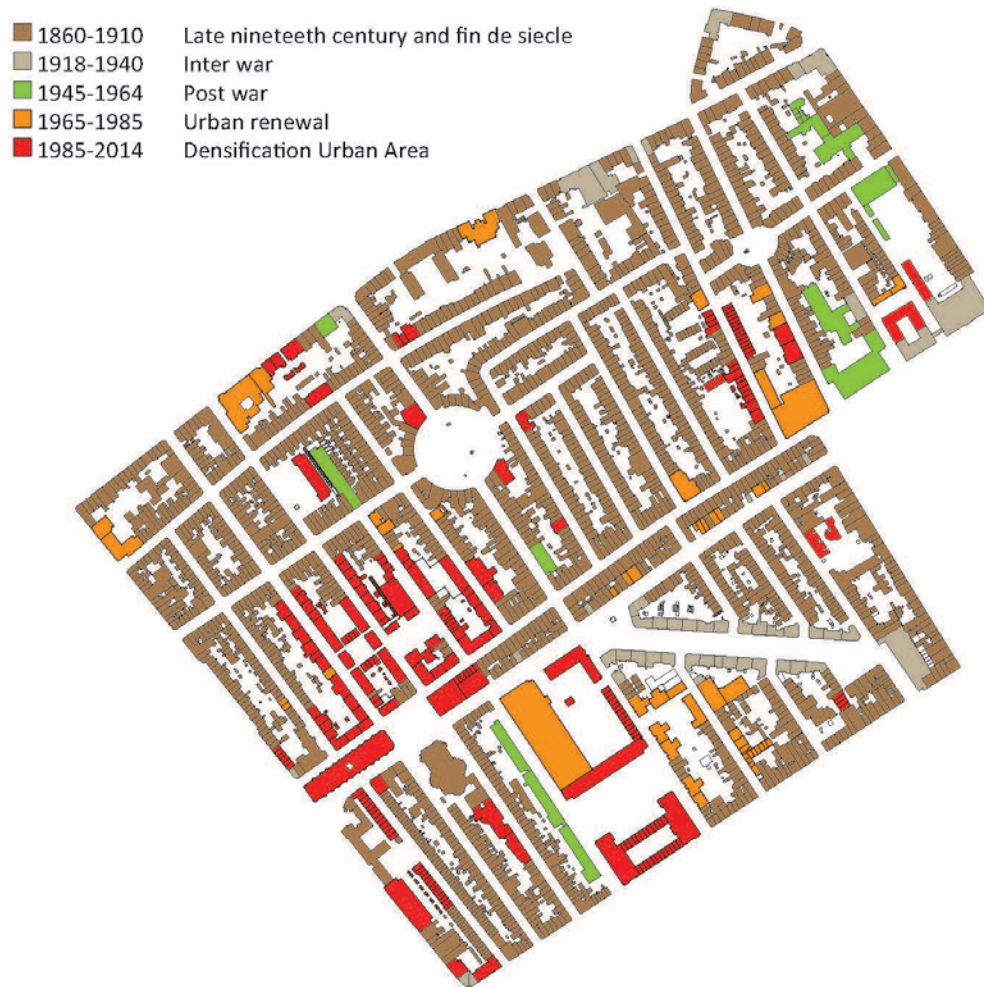 1860-1910 Late nineteeth century and fin de siecle
1918-1940 Inter war
1945-1964 Post war
1965-1985 Urban renewal
1985-2014 Densification Urban Area